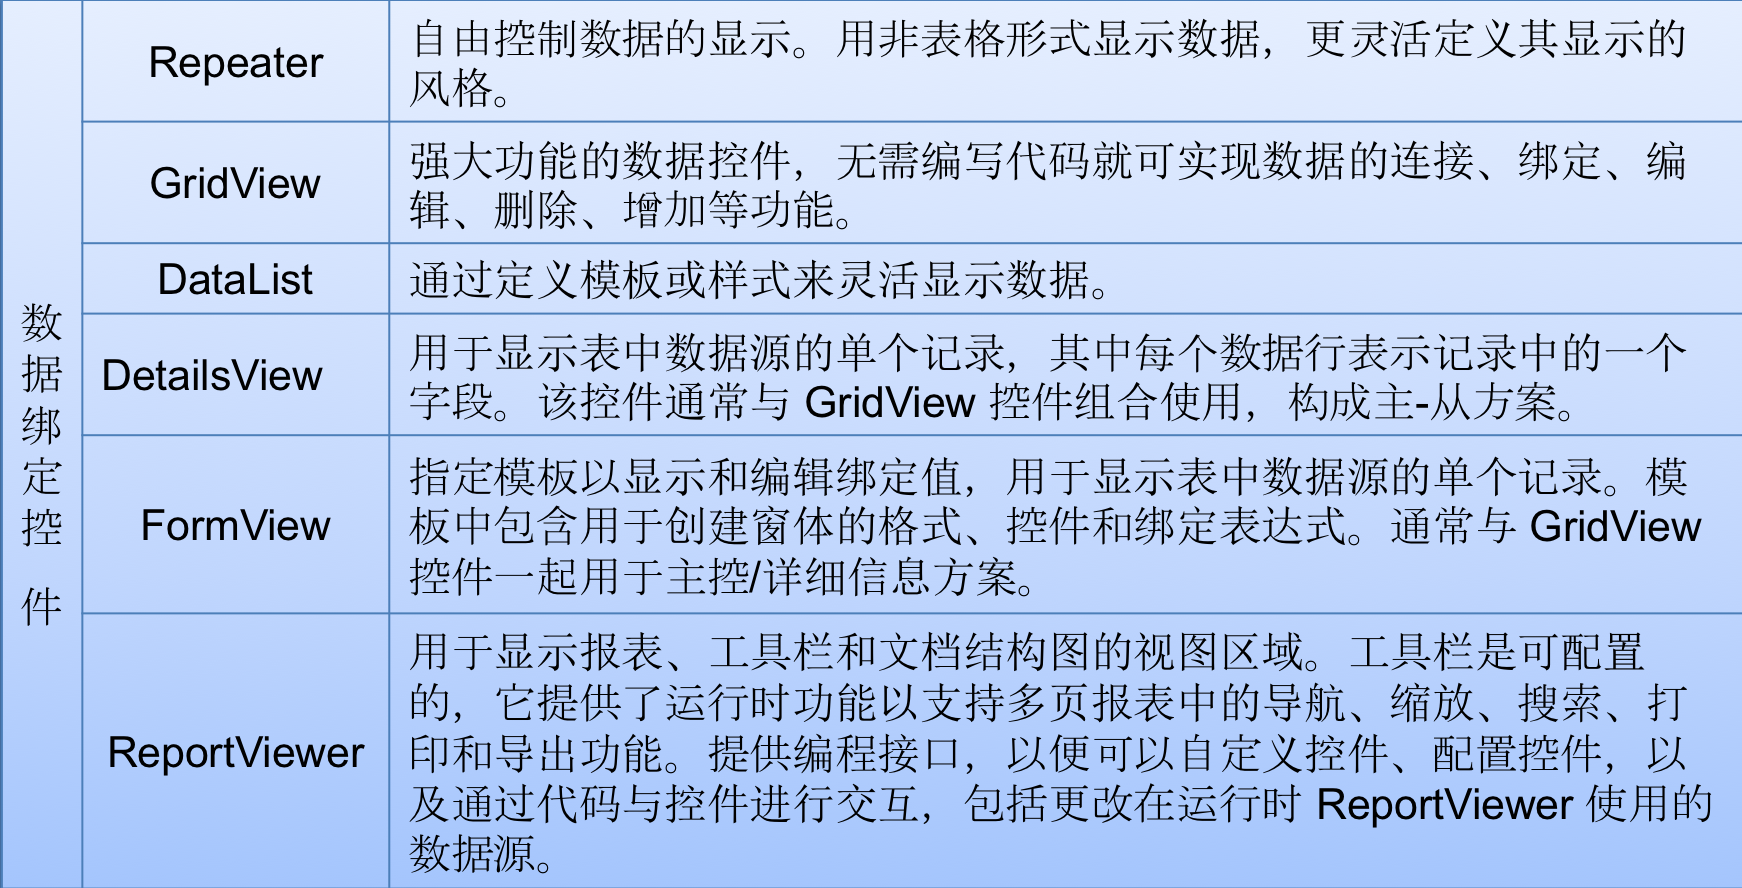 数
据
绑
定
控
件
Repeater
自由控制数据的显示。用非表格形式显示数据，更灵活定义其显示的
风格。
GridView
强大功能的数据控件，无需编写代码就可实现数据的连接、绑定、编
辑、删除、增加等功能。
DataList
通过定义模板或样式来灵活显示数据。
DetailsView
用于显示表中数据源的单个记录，其中每个数据行表示记录中的一个
字段。该控件通常与 GridView 控件组合使用，构成主-从方案。
FormView
指定模板以显示和编辑绑定值，用于显示表中数据源的单个记录。模
板中包含用于创建窗体的格式、控件和绑定表达式。通常与 GridView
控件一起用于主控/详细信息方案。
ReportViewer
用于显示报表、工具栏和文档结构图的视图区域。工具栏是可配置
的，它提供了运行时功能以支持多页报表中的导航、缩放、搜索、打
印和导出功能。提供编程接口，以便可以自定义控件、配置控件，以
及通过代码与控件进行交互，包括更改在运行时 ReportViewer 使用的
数据源。